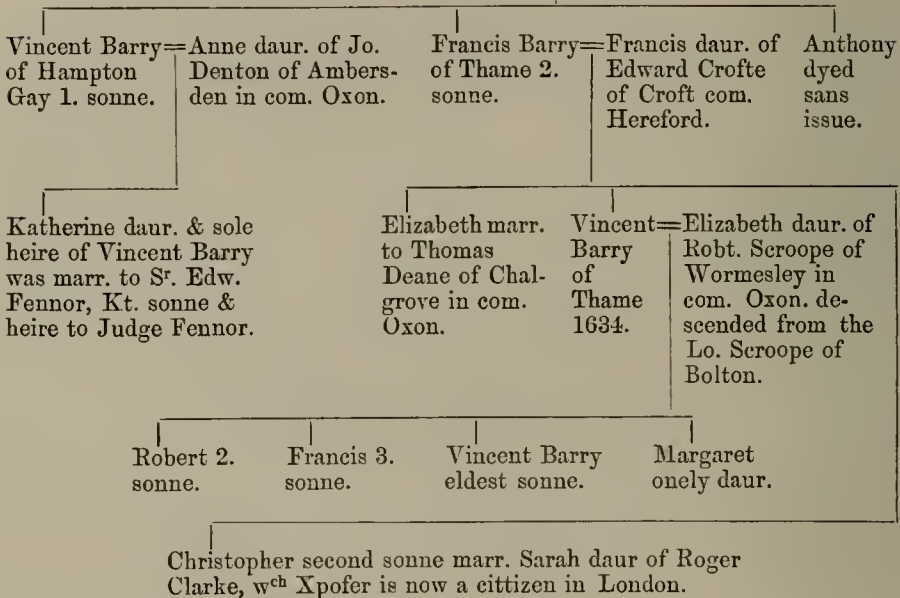 Vincent Barry=Anne daur. of Jo.
of Hampton Denton of Ambers-
Gay 1. sonne. den in com. Oxon.
Francis Barry=Francis daur. of
of Thame 2. Edward Crofte
sonne. of Croft com.
Hereford.
Anthony
dyed
sans
issue.
Katherine daur. & sole
heire of Vincent Barry
was marr. to Sr. Edw.
Fennor, Kt. sonne &
heire to Judge Fennor.
Elizabeth marr.
to Thomas
Deane of Chal-
grove in com.
Oxon.
Vincent=Elizabeth daur. of
Barry Robt. Scroope of
of Wormesley in
Thame com. Oxon. de-
1634. scended from the
Lo. Scroope of
Bolton.
Robert 2.
sonne.
Francis 3.
sonne.
Vincent Barry
eldest sonne.
Margaret
onely daur.
Christopher second sonne marr. Sarah daur of Roger
Clarke, wch Xpofer is now a cittizen in London.